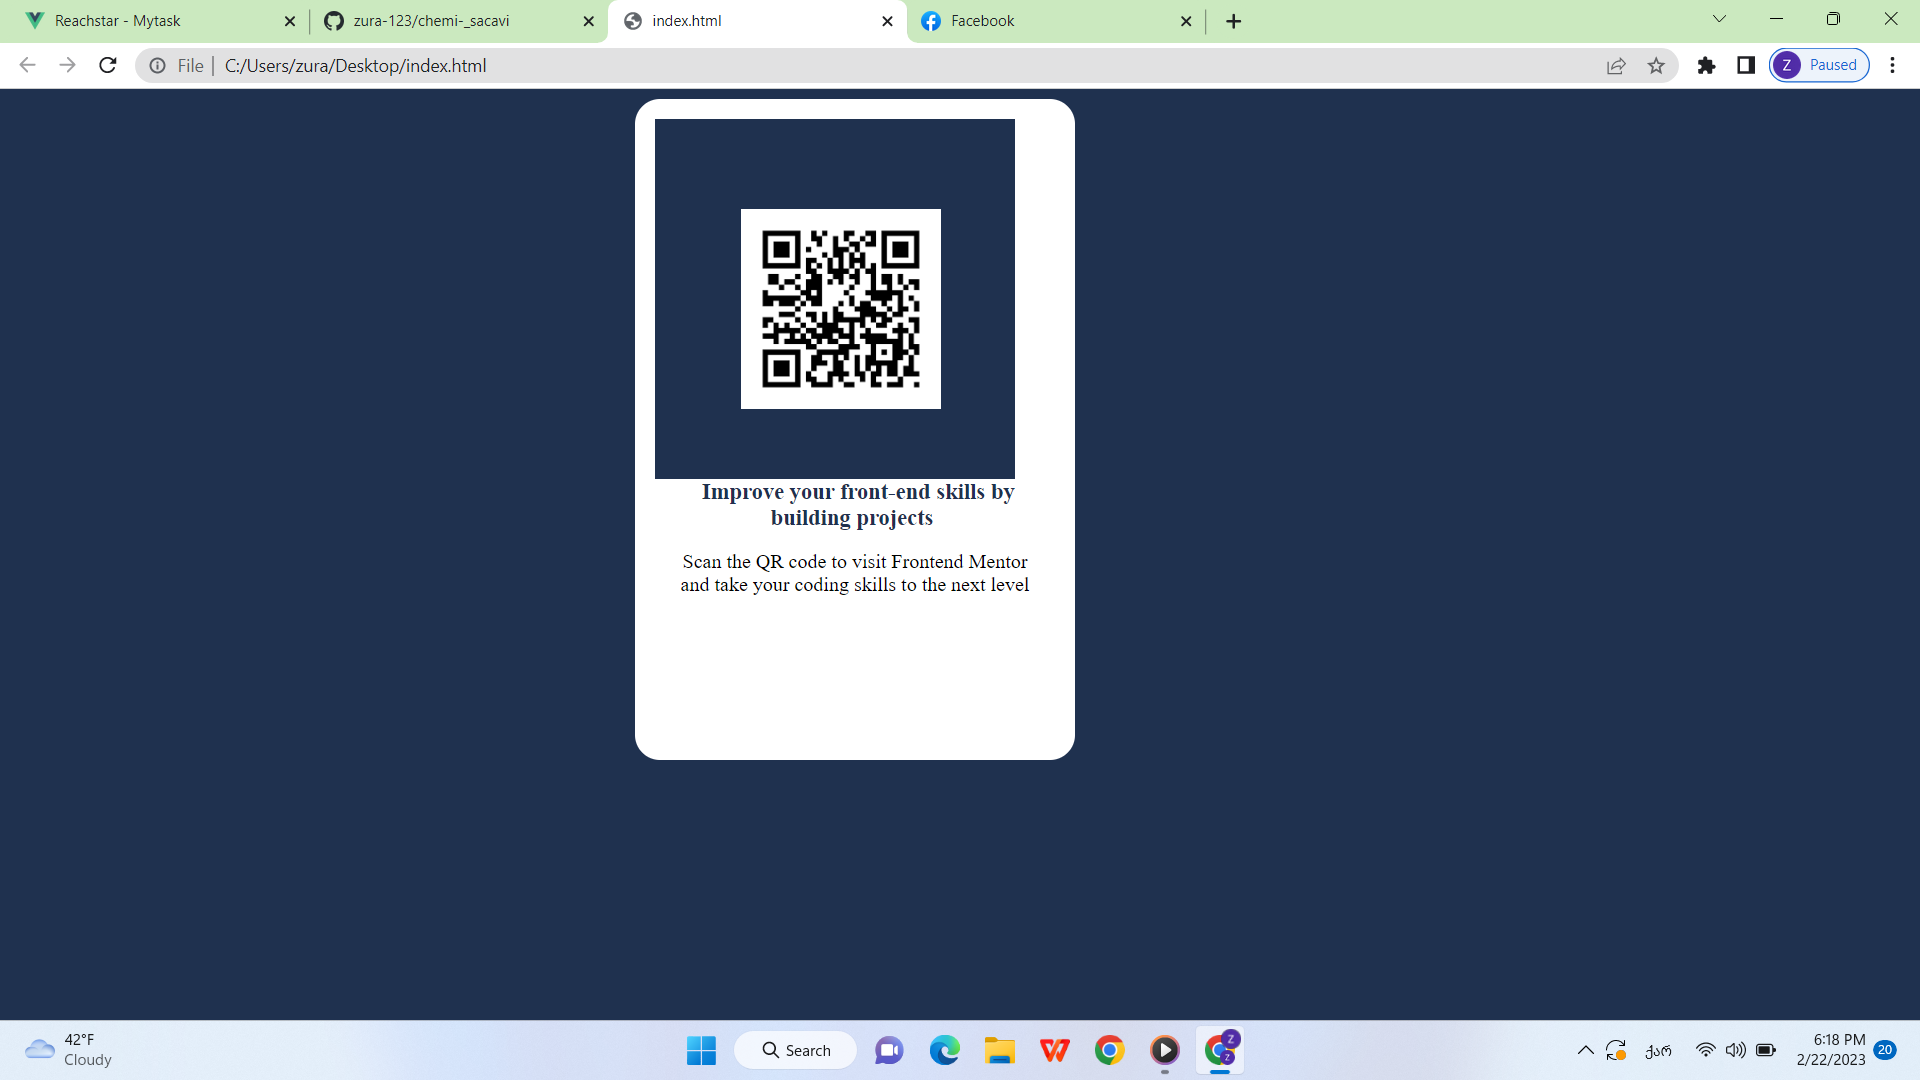 Reachstar - Mytask
zura-123/chemi-_sacavi
index.html
Facebook
File
C:/Users/zura/Desktop/index.html
Z
Paused
Improve your front-end skills by
building projects
Scan the QR code to visit Frontend Mentor
and take your coding skills to the next level
42°F
Cloudy
Search
Z
z
ქარ
6:18 PM
2/22/2023
20